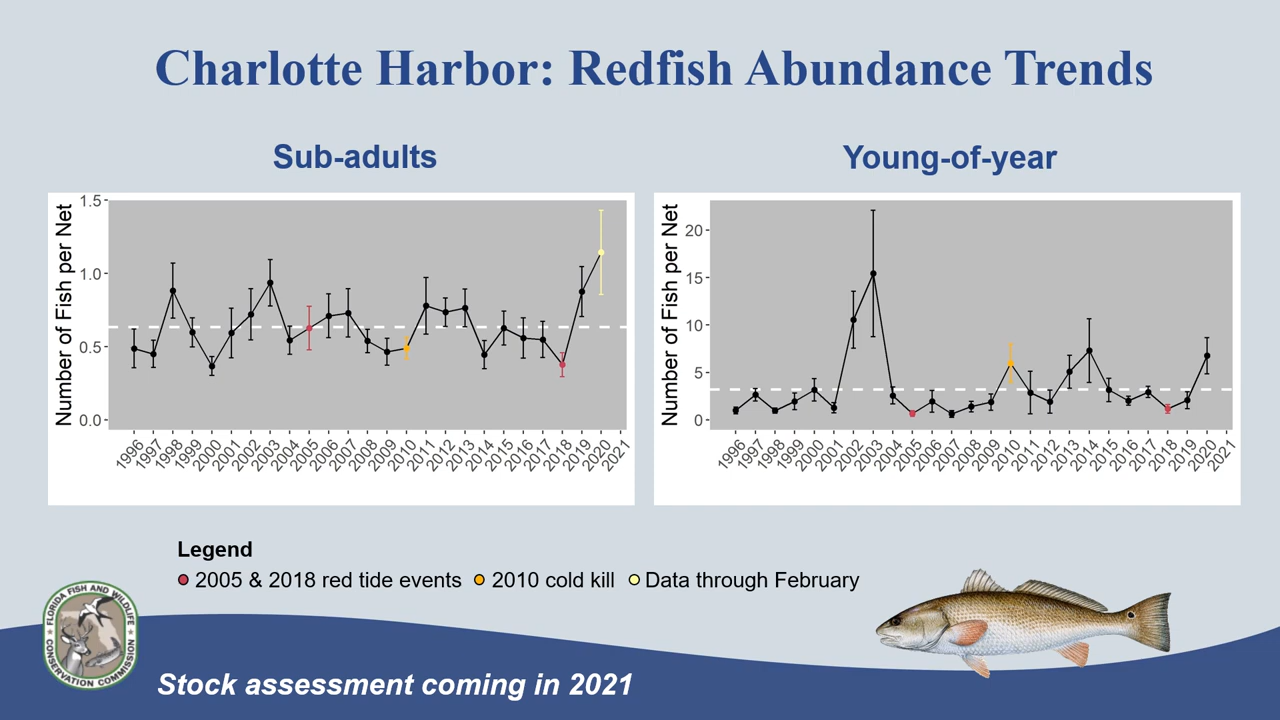 Charlotte Harbor: Redfish Abundance Trends
Sub-adults
Number of Fish per Net
1.5
1.0
0.5
0.0
1996 1997 1998 1999 2000 2001 2002 2003 2004 2005 2006 2007 2008 2009 2010 2011 2012 2013 2014 2015 2016 2017 2018 2019 2020 2021
Young-of-year
Number of Fish per Net
20
15
10
5
0
1996 1997 1998 1999 2000 2001 2002 2003 2004 2005 2006 2007 2008 2009 2010 2011 2012 2013 2014 2015 2016 2017 2018 2019 2020 2021
Legend
2005 & 2018 red tide events 2010 cold kill Data through February
FLORIDA FISH AND WILDLIFE
CONSERVATION COMMISSION
Stock assessment coming in 2021